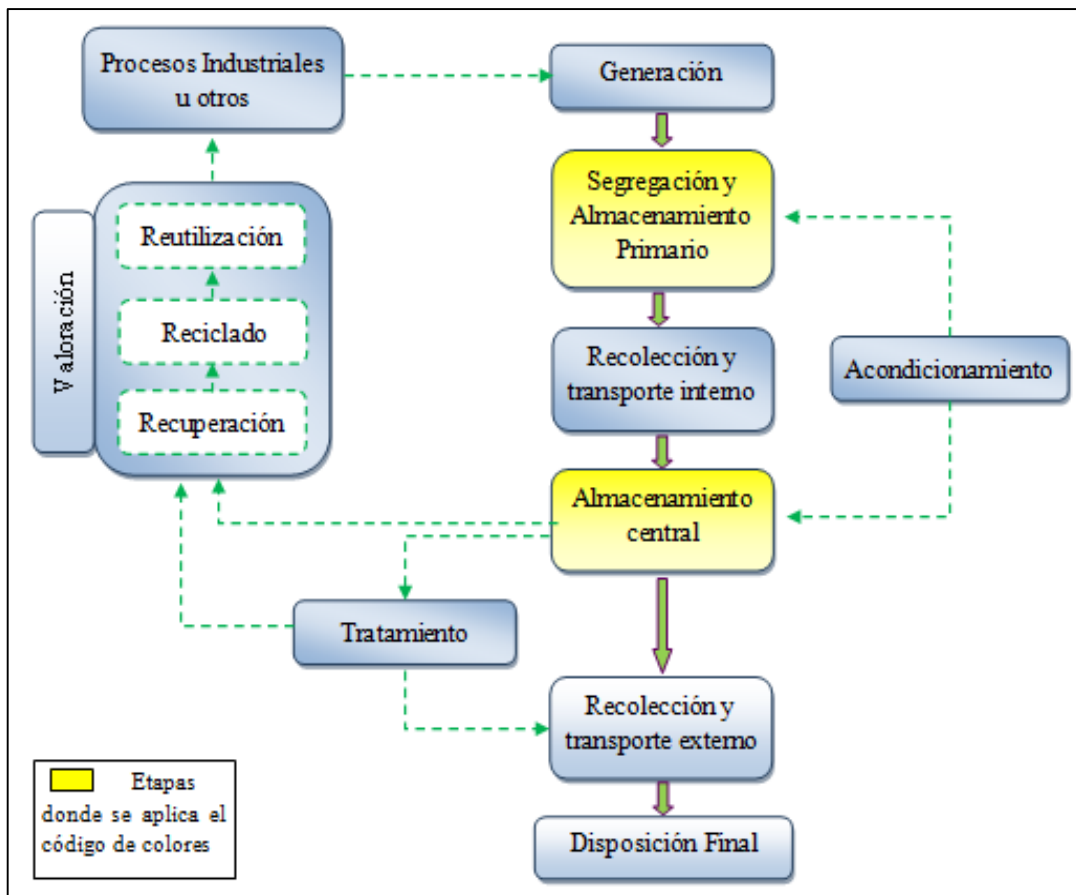 Procesos Industriales
u otros
Generación
Segregación y
Almacenamiento
Primario
Valoración
Reutilización
Reciclado
Recuperación
Recolección y
transporte interno
Acondicionamiento
Almacenamiento
central
Tratamiento
Recolección y
transporte externo
Etapas
donde se aplica el
código de colores
Disposición Final